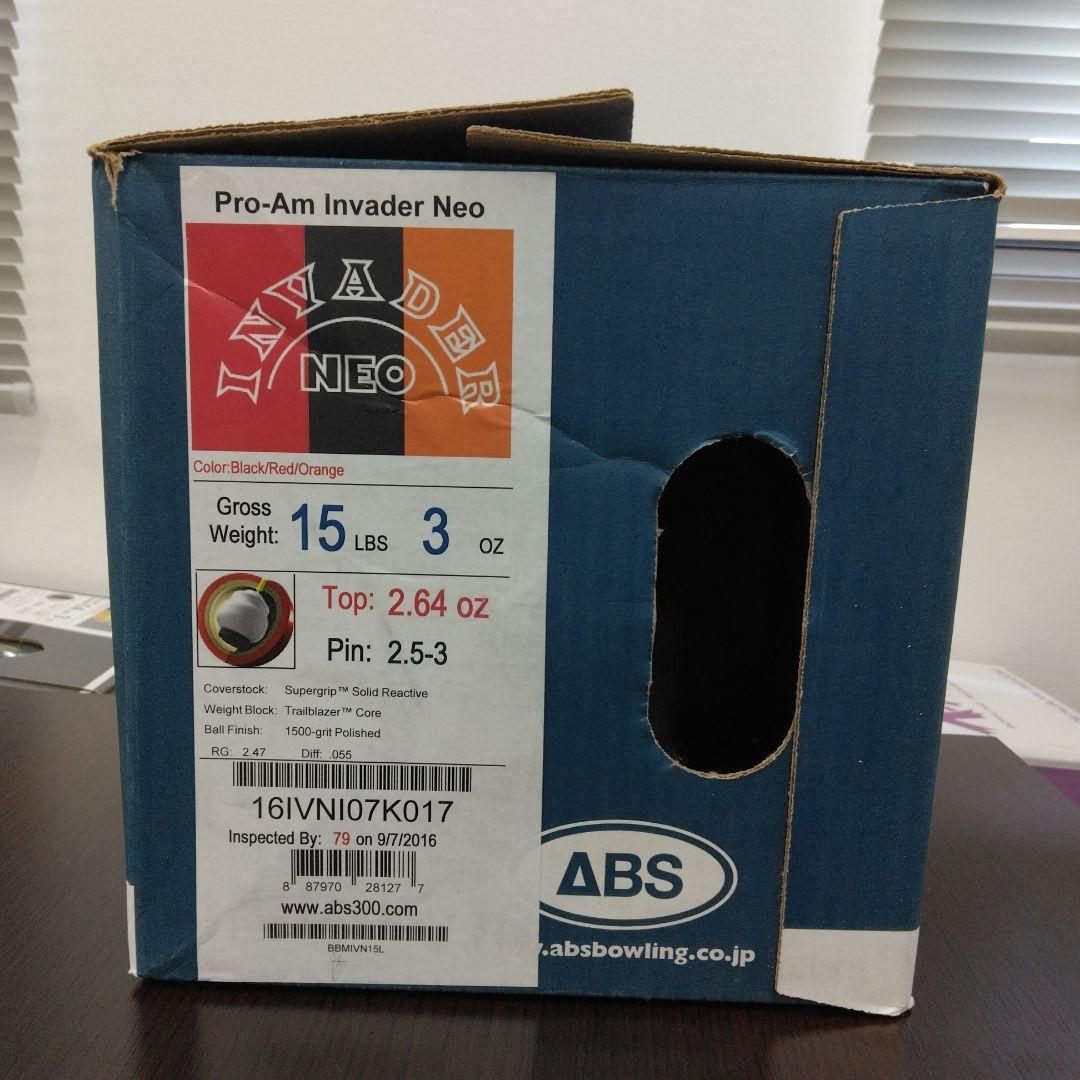 Pro-Am Invader Neo
INVADER
NEO
Color:Black/Red/Orange
Gross Weight: 15 LBS 3 OZ
Top: 2.64 oz
Pin: 2.5-3
Coverstock: Supergrip™ Solid Reactive
Weight Block: Trailblazer™ Core
Ball Finish: 1500-grit Polished
RG: 2.47 Diff: .055
16IVNI07K017
Inspected By: 79 on 9/7/2016
8 87970 28127 7
www.abs300.com
BBMIVN15L
ABS
.absbowling.co.jp